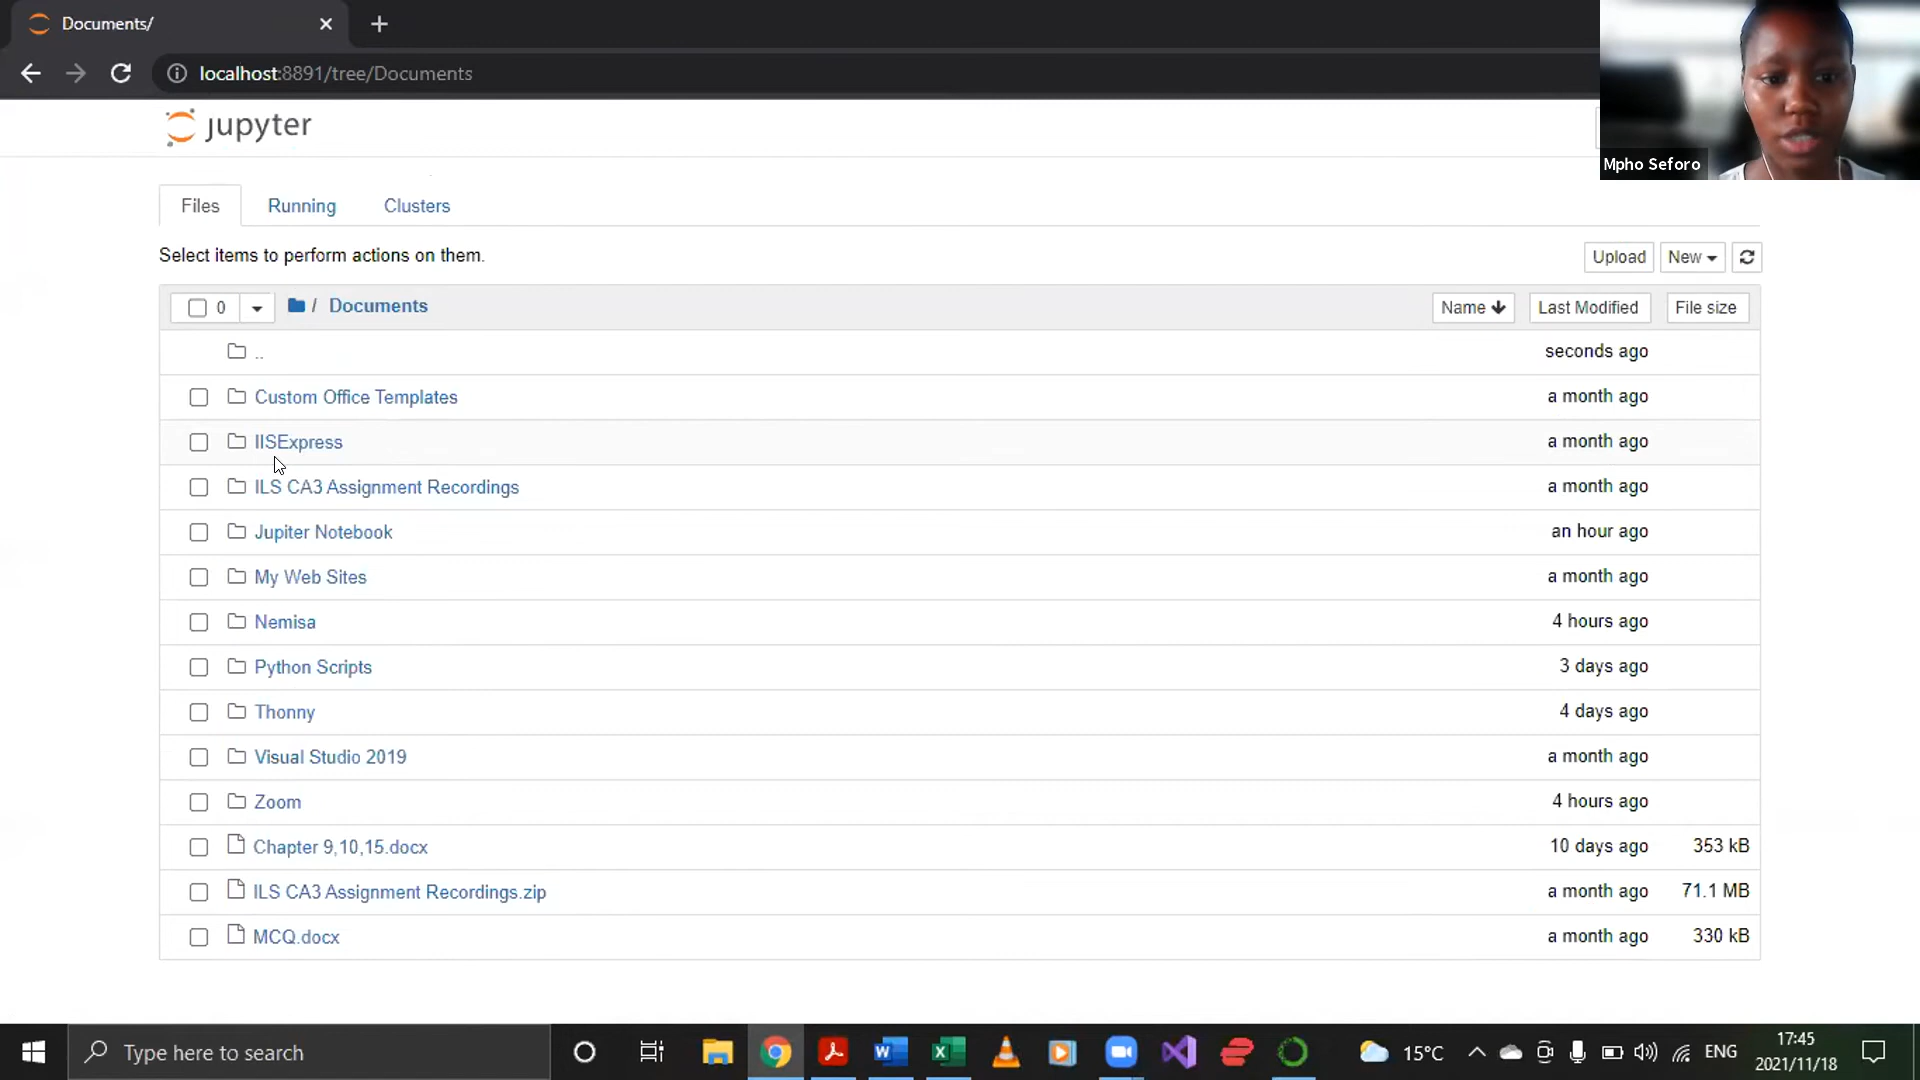 Documents/
localhost:8891/tree/Documents
jupyter
Mpho Seforo
Files Running Clusters
Select items to perform actions on them.
Upload New
0 / Documents Name Last Modified File size
.. seconds ago
Custom Office Templates a month ago
IISExpress a month ago
ILS CA3 Assignment Recordings a month ago
Jupiter Notebook an hour ago
My Web Sites a month ago
Nemisa 4 hours ago
Python Scripts 3 days ago
Thonny 4 days ago
Visual Studio 2019 a month ago
Zoom 4 hours ago
Chapter 9,10,15.docx 10 days ago 353 kB
ILS CA3 Assignment Recordings.zip a month ago 71.1 MB
MCQ.docx a month ago 330 kB
Type here to search 15°C ENG 17:45
2021/11/18